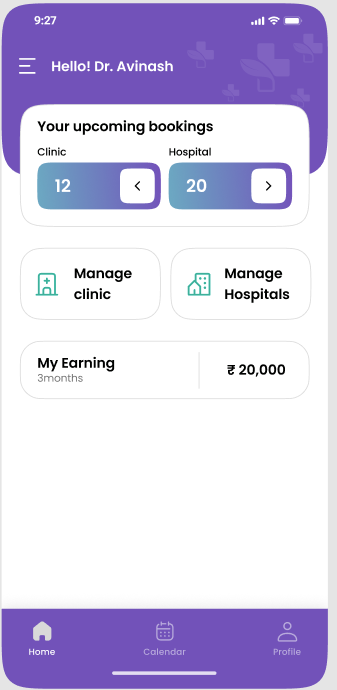 9:27
Hello! Dr. Avinash
Your upcoming bookings
Clinic
Hospital
12
20
Manage
clinic
Manage
Hospitals
My Earning
3months
₹ 20,000
Home
Calendar
Profile